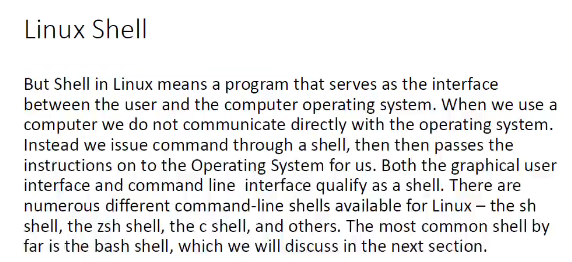 Linux Shell
But Shell in Linux means a program that serves as the interface
between the user and the computer operating system. When we use a
computer we do not communicate directly with the operating system.
Instead we issue command through a shell, then then passes the
instructions on to the Operating System for us. Both the graphical user
interface and command line  interface qualify as a shell. There are
numerous different command-line shells available for Linux – the sh
shell, the zsh shell, the c shell, and others. The most common shell by
far is the bash shell, which we will discuss in the next section.